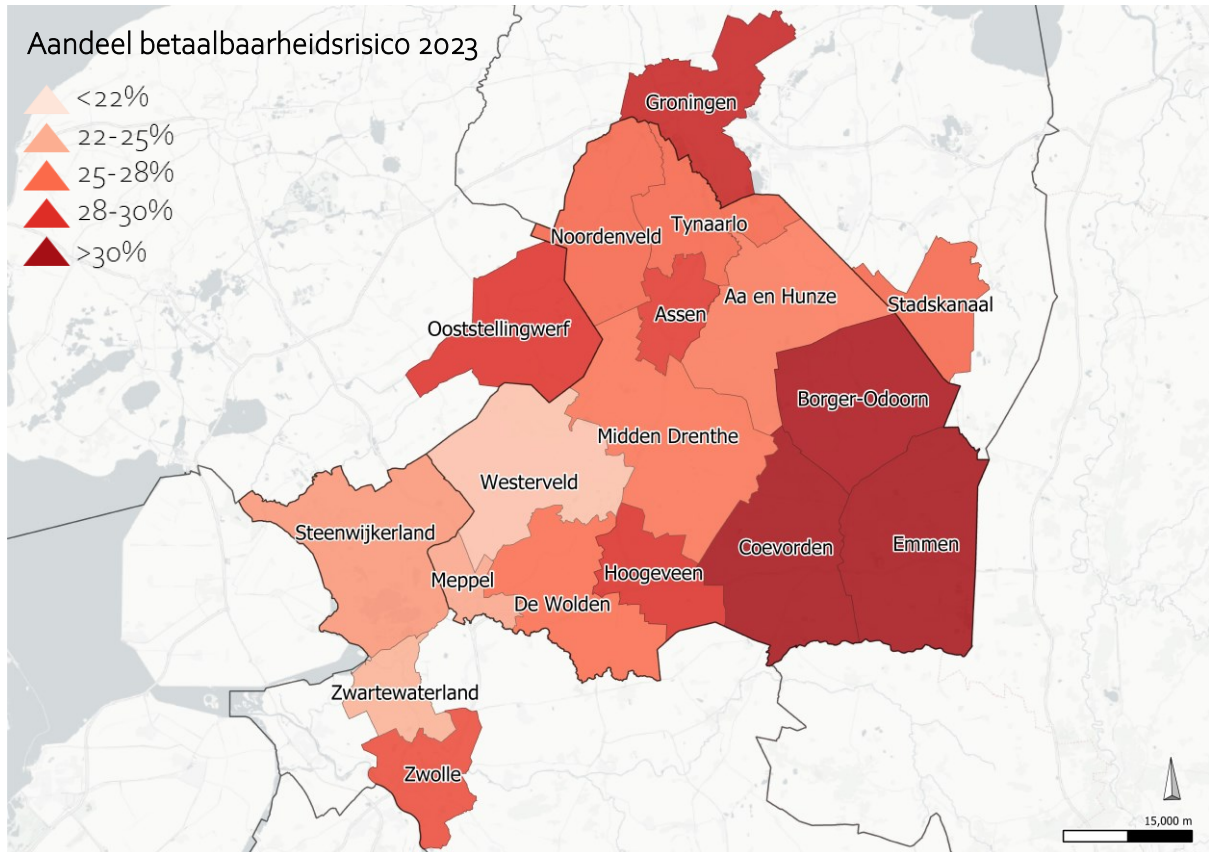 Aandeel betaalbaarheidsrisico 2023
<22%
22-25%
25-28%
28-30%
>30%
Groningen
Noordenveld
Tynaarlo
Aa en Hunze
Stadskanaal
Assen
Ooststellingwerf
Borger-Odoorn
Midden Drenthe
Westerveld
Steenwijkerland
Coevorden
Emmen
Meppel
Hoogeveen
De Wolden
Zwartewaterland
Zwolle
15,000 m